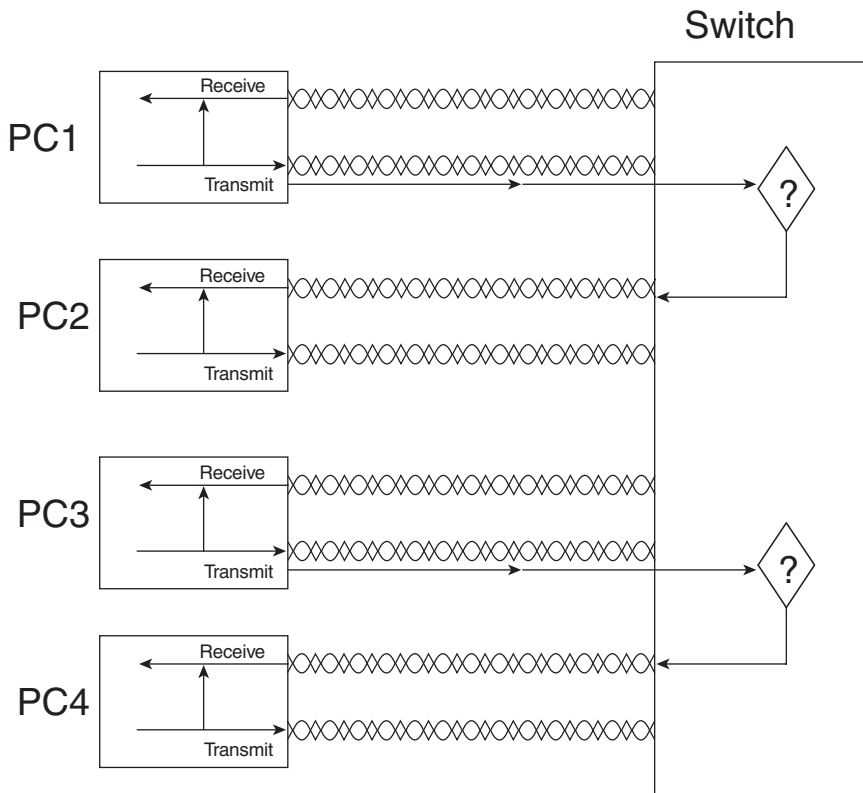 Switch
PC1
Receive
Transmit
?
PC2
Receive
Transmit
PC3
Receive
Transmit
?
PC4
Receive
Transmit